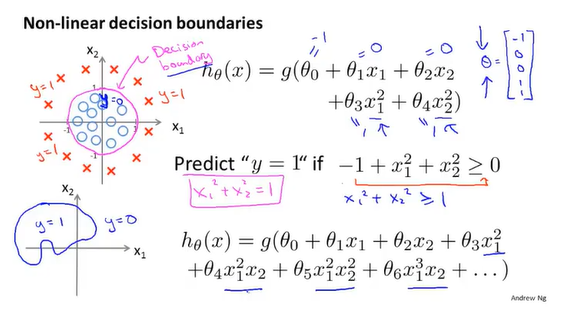 Non-linear decision boundaries
x₂
Decision boundary
y=1
y=0
y=1
y=1
-1
1
1
-1
x₁
-1
=0
=0
h_θ(x) = g(θ₀ + θ₁x₁ + θ₂x₂
+θ₃x₁² + θ₄x₂²)
1
1
θ = [-1 0 0 1 1]
Predict "y = 1" if −1 + x₁² + x₂² ≥ 0
x₁² + x₂² = 1
x₁² + x₂² ≥ 1
x₂
y=1
y=0
x₁
h_θ(x) = g(θ₀ + θ₁x₁ + θ₂x₂ + θ₃x₁²
+θ₄x₁²x₂ + θ₅x₁²x₂² + θ₆x₁³x₂ + …)
Andrew Ng